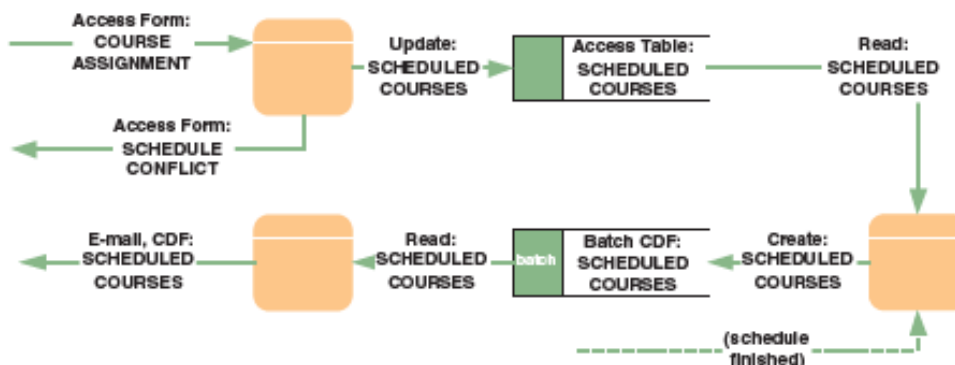 Access Form:
COURSE
ASSIGNMENT
Update:
SCHEDULED
COURSES
Access Table:
SCHEDULED
COURSES
Read:
SCHEDULED
COURSES
Access Form:
SCHEDULE
CONFLICT
E-mail, CDF:
SCHEDULED
COURSES
Read:
SCHEDULED
COURSES
batch
Batch CDF:
SCHEDULED
COURSES
Create:
SCHEDULED
COURSES
(schedule
finished)